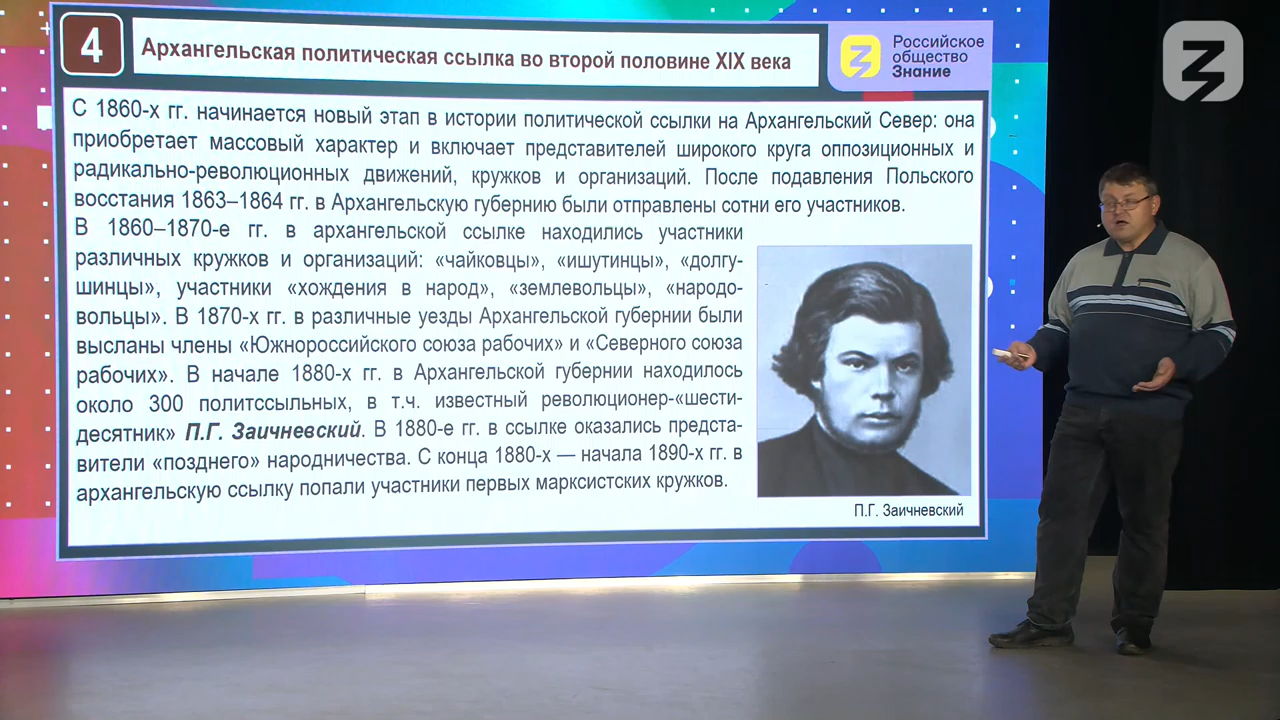 4
Архангельская политическая ссылка во второй половине XIX века
Российское
общество
Знание
С 1860-х гг. начинается новый этап в истории политической ссылки на Архангельский Север: она
приобретает массовый характер и включает представителей широкого круга оппозиционных и
радикально-революционных движений, кружков и организаций. После подавления Польского
восстания 1863–1864 гг. в Архангельскую губернию были отправлены сотни его участников.
В 1860–1870-е гг. в архангельской ссылке находились участники
различных кружков и организаций: «чайковцы», «ишутинцы», «долгу-
шинцы», участники «хождения в народ», «землевольцы», «народо-
вольцы». В 1870-х гг. в различные уезды Архангельской губернии были
высланы члены «Южнороссийского союза рабочих» и «Северного союза
рабочих». В начале 1880-х гг. в Архангельской губернии находилось
около 300 политссыльных, в т.ч. известный революционер-«шести-
десятник» П.Г. Заичневский. В 1880-е гг. в ссылке оказались предста-
вители «позднего» народничества. С конца 1880-х — начала 1890-х гг. в
архангельскую ссылку попали участники первых марксистских кружков.
П.Г. Заичневский